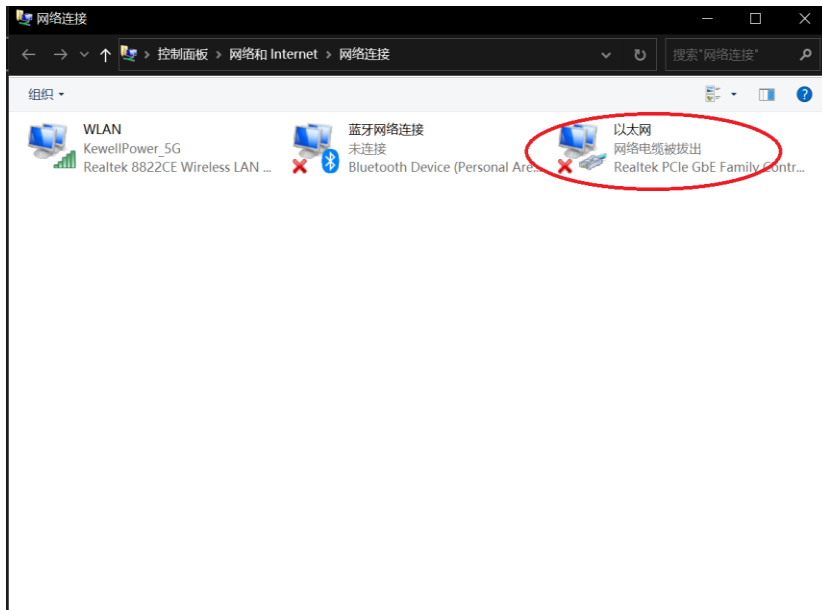 网络连接
控制面板 › 网络和 Internet › 网络连接
搜索"网络连接"
组织
WLAN
KewellPower_5G
Realtek 8822CE Wireless LAN ...
蓝牙网络连接
未连接
Bluetooth Device (Personal Are...
以太网
网络电缆被拔出
Realtek PCIe GbE Family Contr...